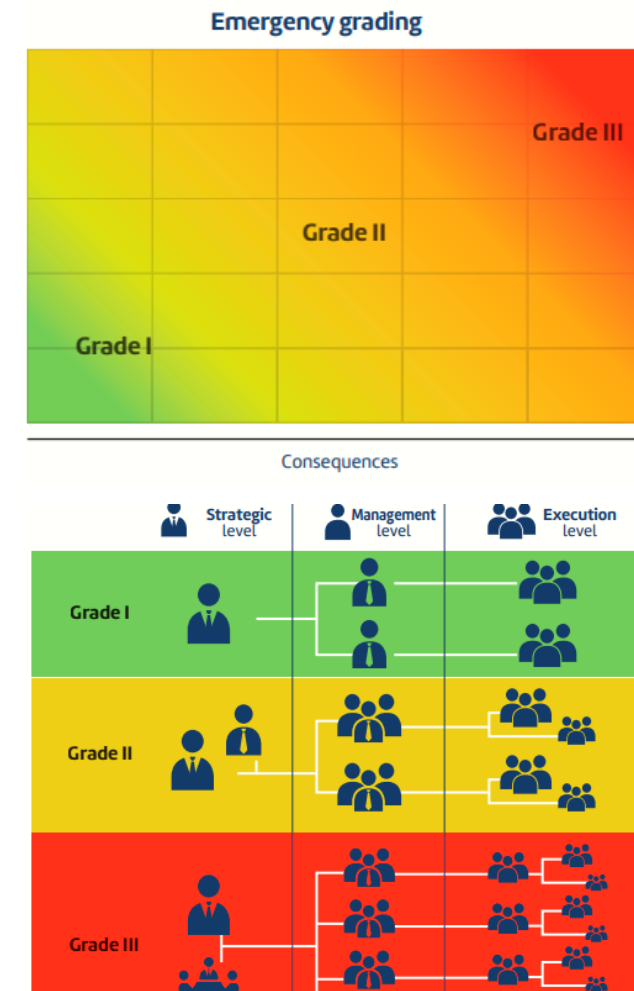 Emergency grading
Grade III
Grade II
Grade I
Consequences
Strategic
level
Management
level
Execution
level
Grade I
Grade II
Grade III